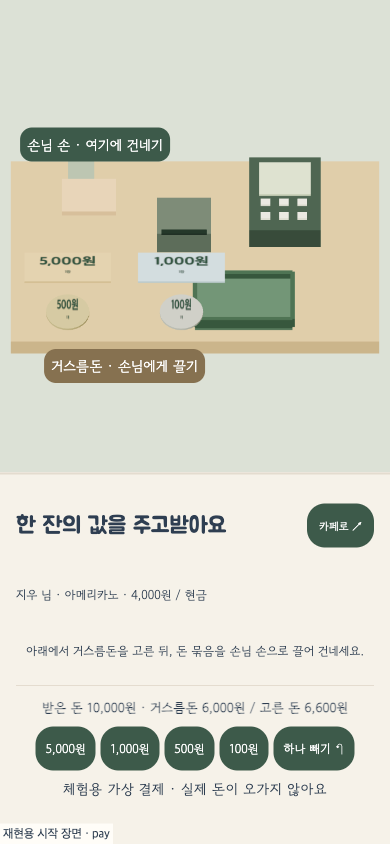 손님 손 · 여기에 건네기
5,000원
1,000원
500원
100원
거스름돈 · 손님에게 끌기
한 잔의 값을 주고받아요
카페로 ↗
지우 님 · 아메리카노 · 4,000원 / 현금
아래에서 거스름돈을 고른 뒤, 돈 묶음을 손님 손으로 끌어 건네세요.
받은 돈 10,000원 · 거스름돈 6,000원 / 고른 돈 6,600원
5,000원 1,000원 500원 100원 하나 빼기 ↰
체험용 가상 결제 · 실제 돈이 오가지 않아요
재현용 시작 장면 · pay